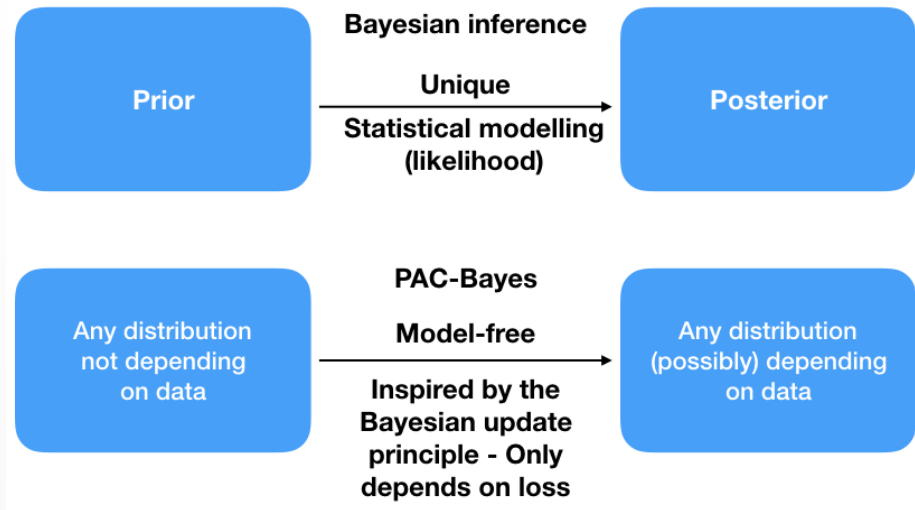 Bayesian inference
Prior
Unique
Posterior
Statistical modelling
(likelihood)
PAC-Bayes
Any distribution
not depending
on data
Model-free
Any distribution
(possibly) depending
on data
Inspired by the
Bayesian update
principle - Only
depends on loss